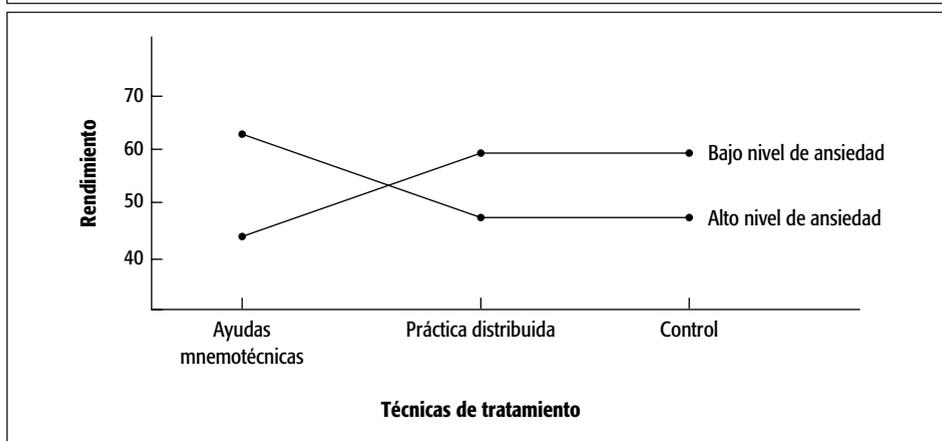 Rendimiento
70
60
50
40
Bajo nivel de ansiedad
Alto nivel de ansiedad
Ayudas
mnemotécnicas
Práctica distribuida
Control
Técnicas de tratamiento